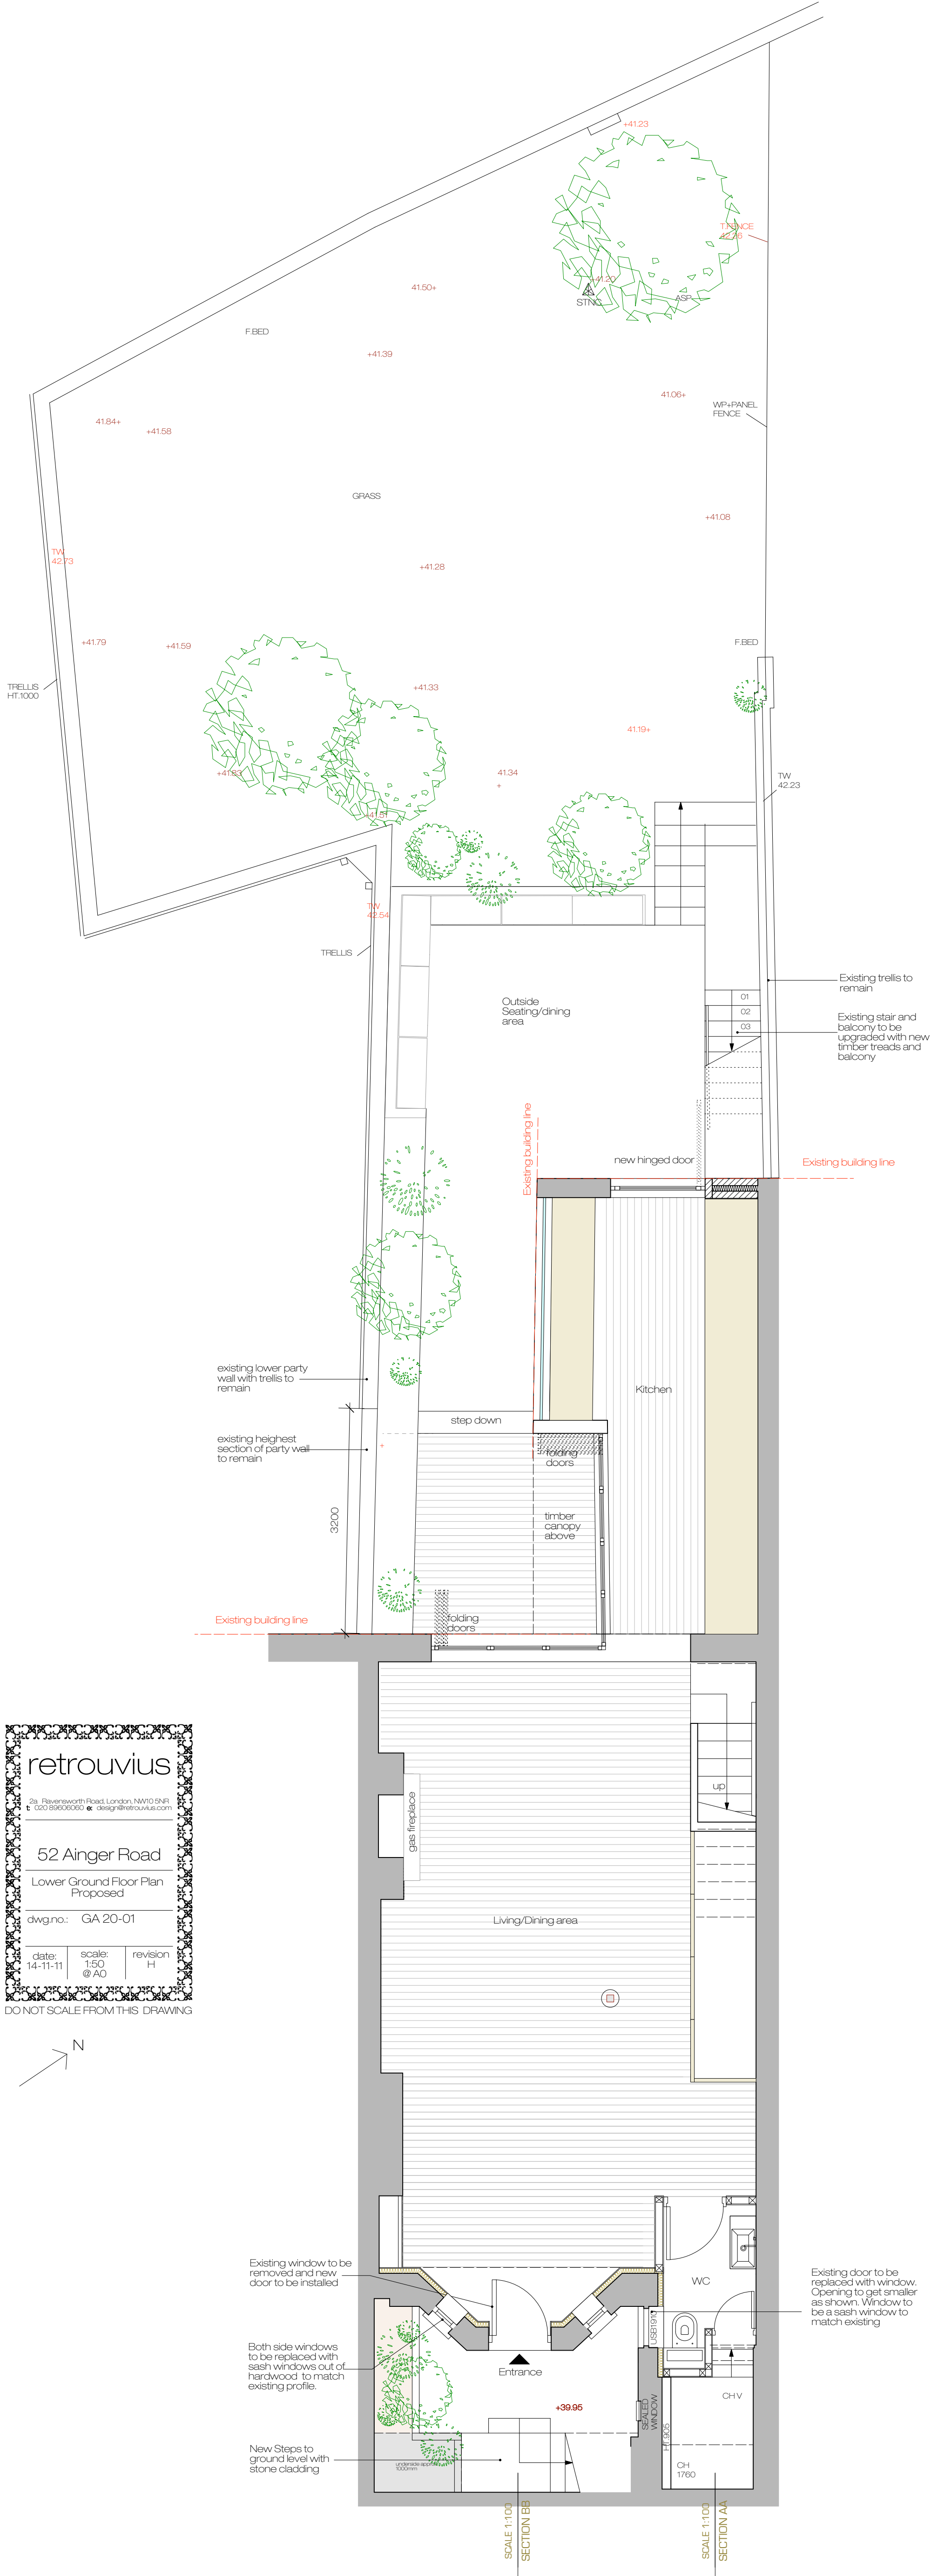 +41.23
T.FENCE
42.16
+41.20
STNC
ASP
41.50+
F.BED
+41.39
41.06+
WP+PANEL
FENCE
41.84+
+41.58
GRASS
+41.08
TW
42.73
+41.28
+41.79
+41.59
F.BED
TRELLIS
HT.1000
+41.33
41.19+
+41.83
41.34
+
TW
42.23
+41.51
TW
42.54
TRELLIS
Existing trellis to
remain
01
02
03
Outside
Seating/dining
area
Existing stair and
balcony to be
upgraded with new
timber treads and
balcony
Existing building line
new hinged door
Existing building line
existing lower party
wall with trellis to
remain
Kitchen
step down
existing heighest
section of party wall
to remain
folding
doors
timber
canopy
above
3200
Existing building line
folding
doors
retrouvius
2a Ravensworth Road, London, NW10 5NR
t: 020 89606060 e: design@retrouvius.com
52 Ainger Road
Lower Ground Floor Plan
Proposed
dwg.no.: GA 20-01
date:
14-11-11
scale:
1:50
@ A0
revision
H
DO NOT SCALE FROM THIS DRAWING
N
up
gas fireplace
Living/Dining area
Existing window to be
removed and new
door to be installed
WC
Existing door to be
replaced with window.
Opening to get smaller
as shown. Window to
be a sash window to
match existing
Both side windows
to be replaced with
sash windows out of
hardwood to match
existing profile.
Entrance
+39.95
SEALED
WINDOW
HT.905
CH V
CH
1760
New Steps to
ground level with
stone cladding
1000mm
SCALE 1:100
SECTION BB
SCALE 1:100
SECTION AA